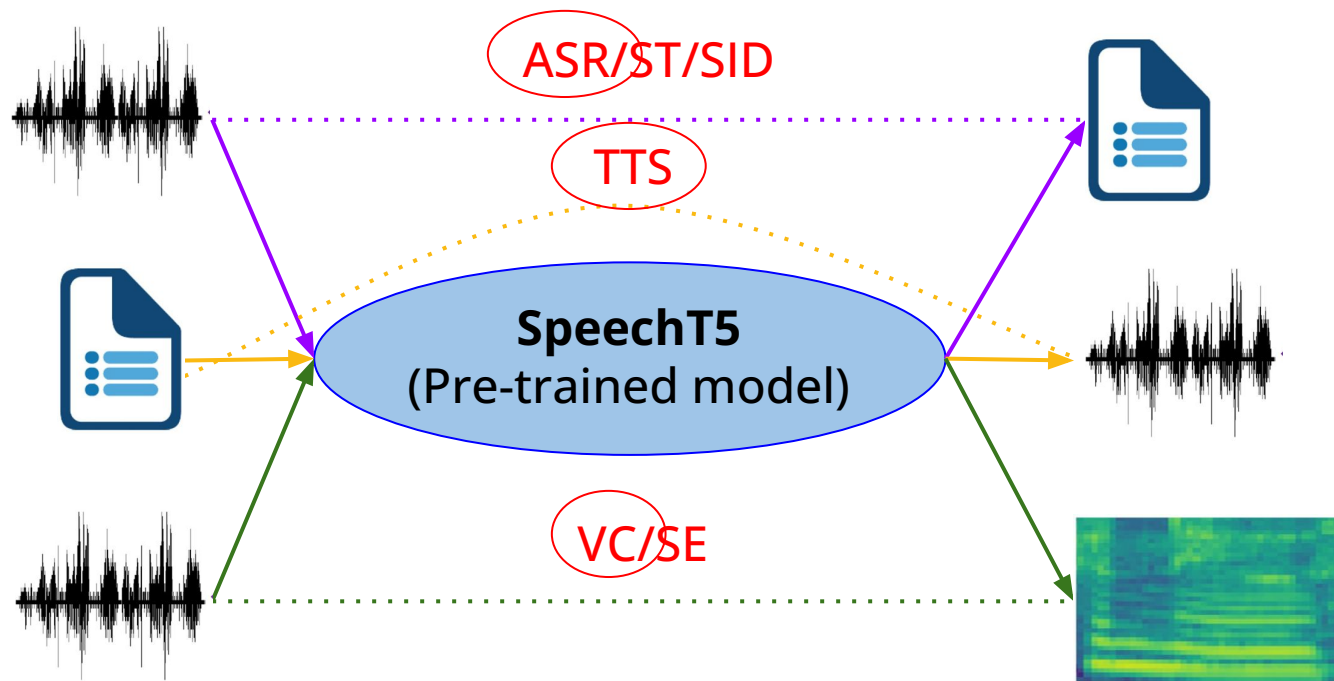 ASR/ST/SID
TTS
SpeechT5
(Pre-trained model)
VC/SE